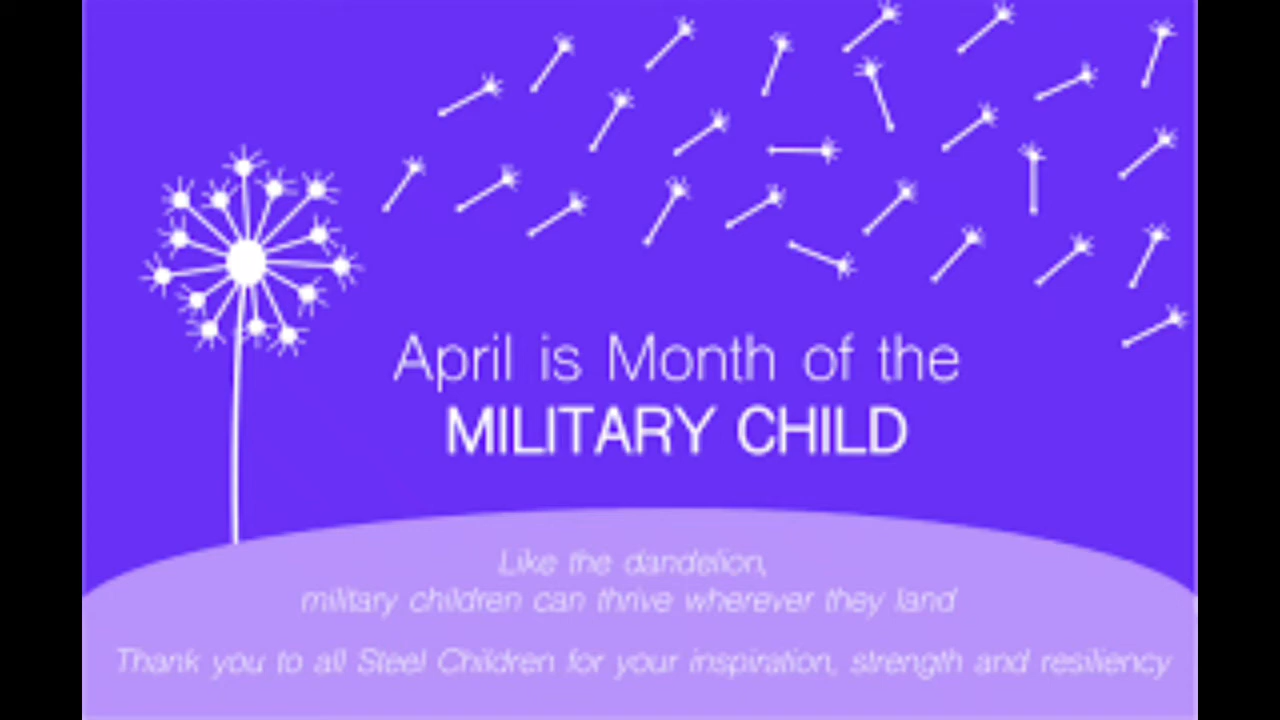 April is Month of the
MILITARY CHILD
Like the dandelion,
military children can thrive wherever they land
Thank you to all Steel Children for your inspiration, strength and resiliency